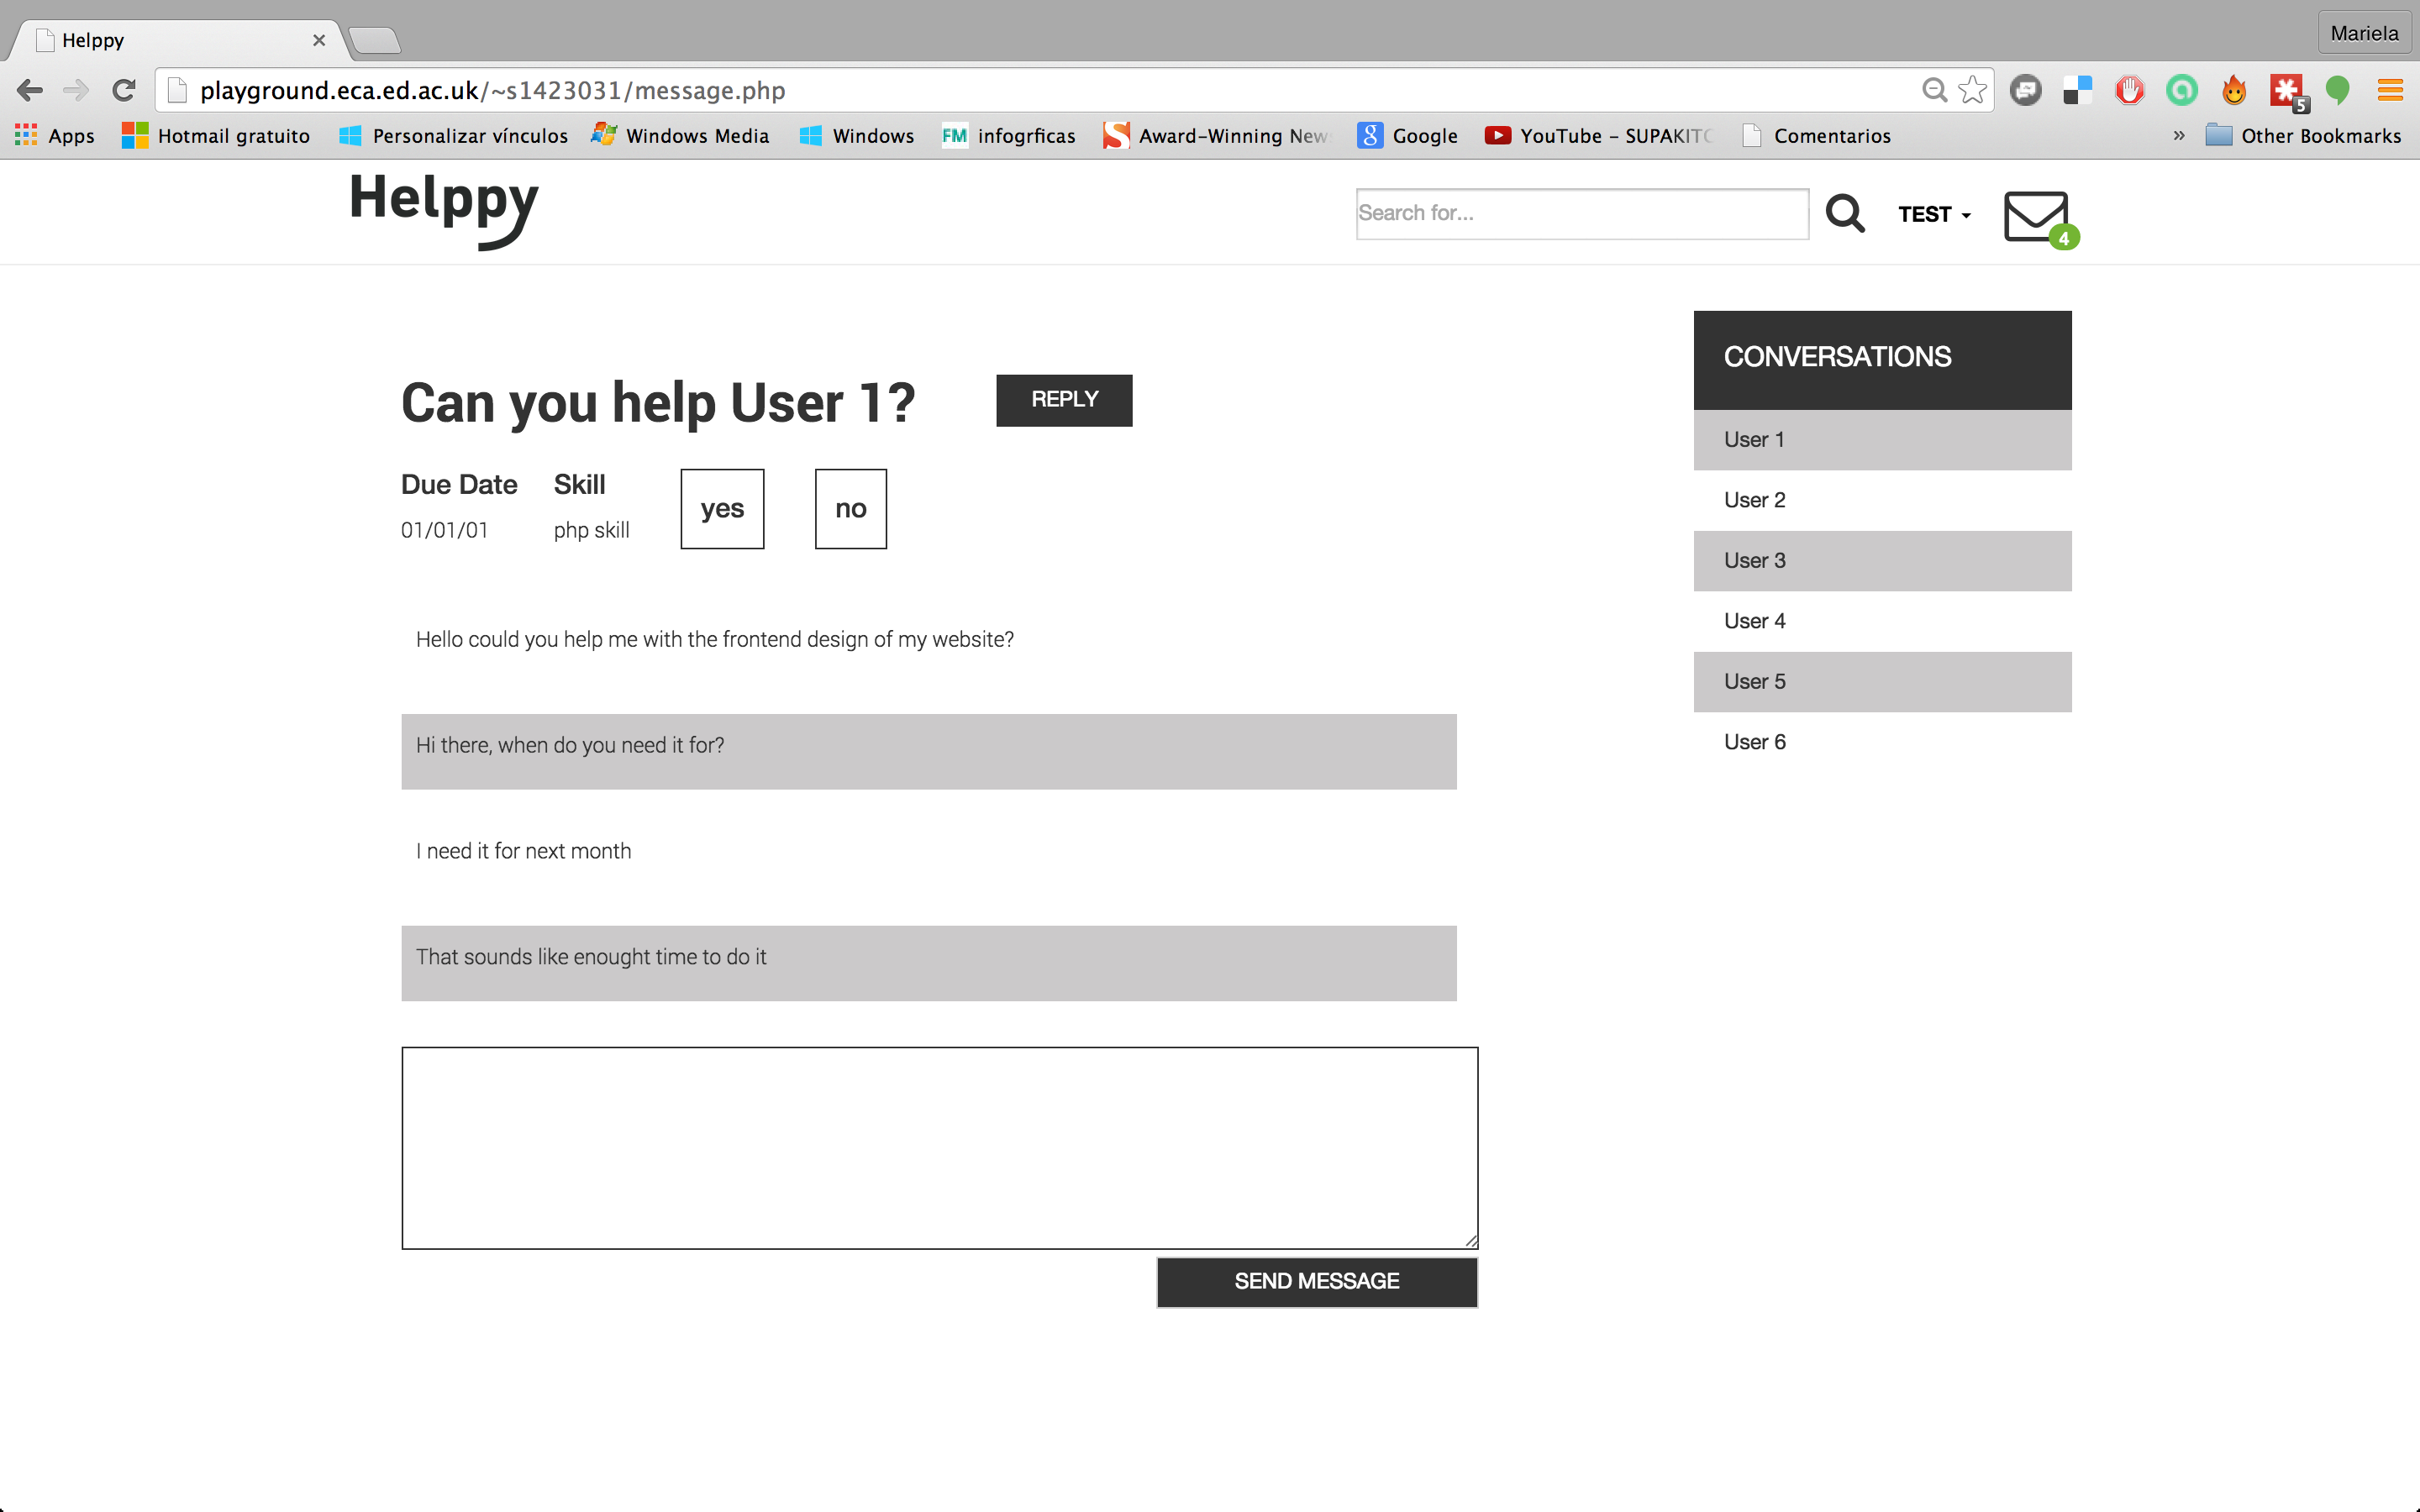 Helppy
Mariela
playground.eca.ed.ac.uk/~s1423031/message.php
5
Apps
Hotmail gratuito
Personalizar vínculos
Windows Media
Windows
FM infogrficas
Award-Winning New
Google
YouTube – SUPAKITC
Comentarios
»
Other Bookmarks
Helppy
Search for...
TEST
4
Can you help User 1?
REPLY
Due Date
Skill
yes
no
01/01/01
php skill
Hello could you help me with the frontend design of my website?
Hi there, when do you need it for?
I need it for next month
That sounds like enought time to do it
SEND MESSAGE
CONVERSATIONS
User 1
User 2
User 3
User 4
User 5
User 6